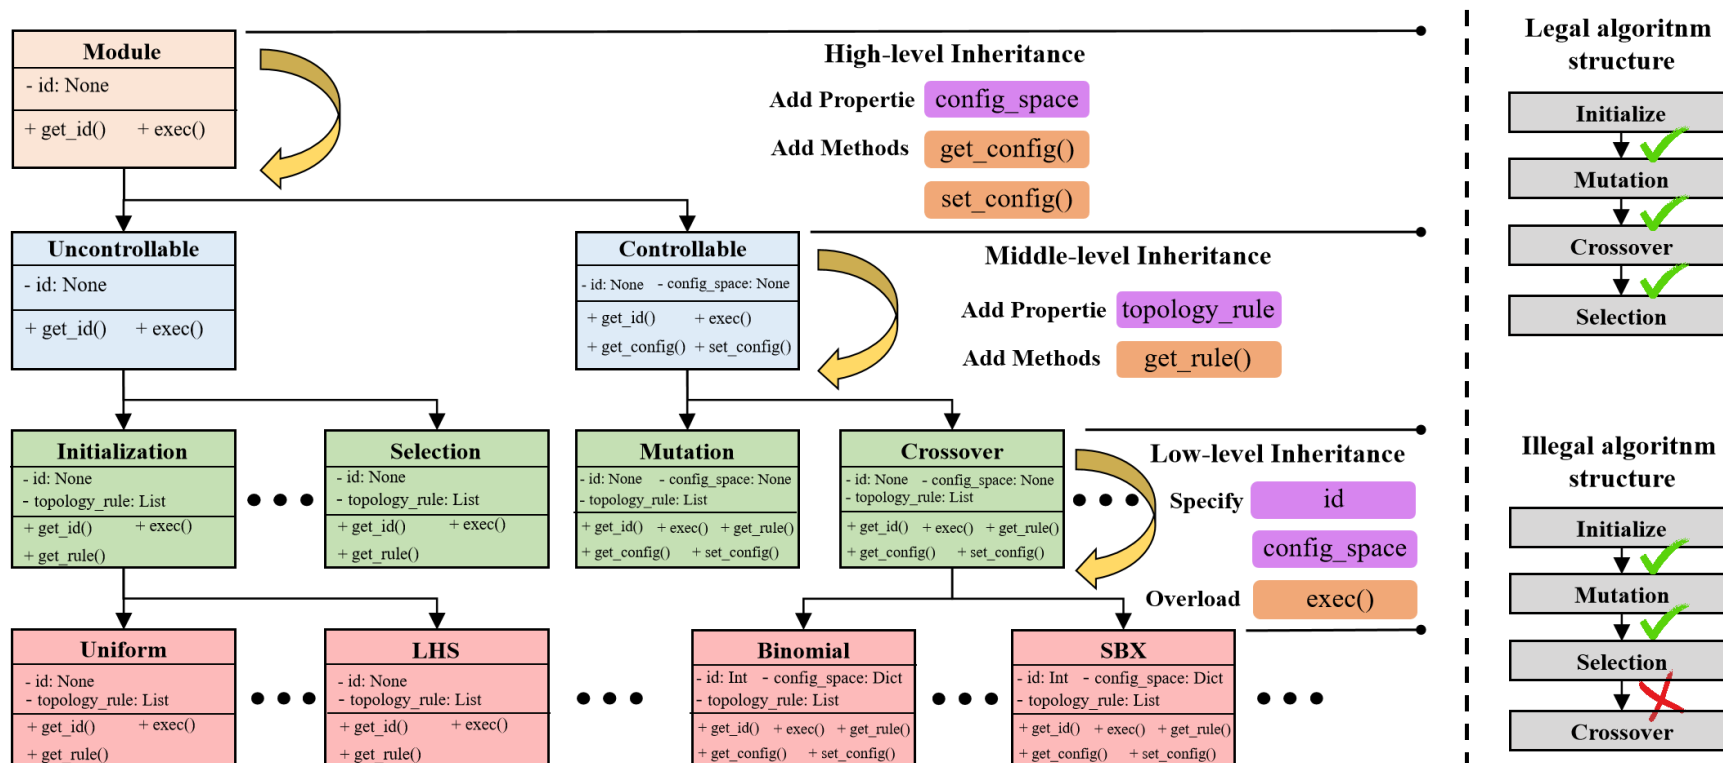 Module
- id: None
+ get_id() + exec()
High-level Inheritance
Add Propertie config_space
Add Methods get_config()
set_config()
Uncontrollable
- id: None
+ get_id() + exec()
Controllable
- id: None - config_space: None
+ get_id() + exec()
+ get_config() + set_config()
Middle-level Inheritance
Add Propertie topology_rule
Add Methods get_rule()
Initialization
- id: None
- topology_rule: List
+ get_id() + exec()
+ get_rule()
Selection
- id: None
- topology_rule: List
+ get_id() + exec()
+ get_rule()
Mutation
- id: None - config_space: None
- topology_rule: List
+ get_id() + exec() + get_rule()
+ get_config() + set_config()
Crossover
- id: None - config_space: None
- topology_rule: List
+ get_id() + exec() + get_rule()
+ get_config() + set_config()
Low-level Inheritance
Specify id
config_space
Overload exec()
Uniform
- id: None
- topology_rule: List
+ get_id() + exec()
+ get_rule()
LHS
- id: None
- topology_rule: List
+ get_id() + exec()
+ get_rule()
Binomial
- id: Int - config_space: Dict
- topology_rule: List
+ get_id() + exec() + get_rule()
+ get_config() + set_config()
SBX
- id: Int - config_space: Dict
- topology_rule: List
+ get_id() + exec() + get_rule()
+ get_config() + set_config()
Legal algoritnm
structure
Initialize
Mutation
Crossover
Selection
Illegal algoritnm
structure
Initialize
Mutation
Selection
Crossover